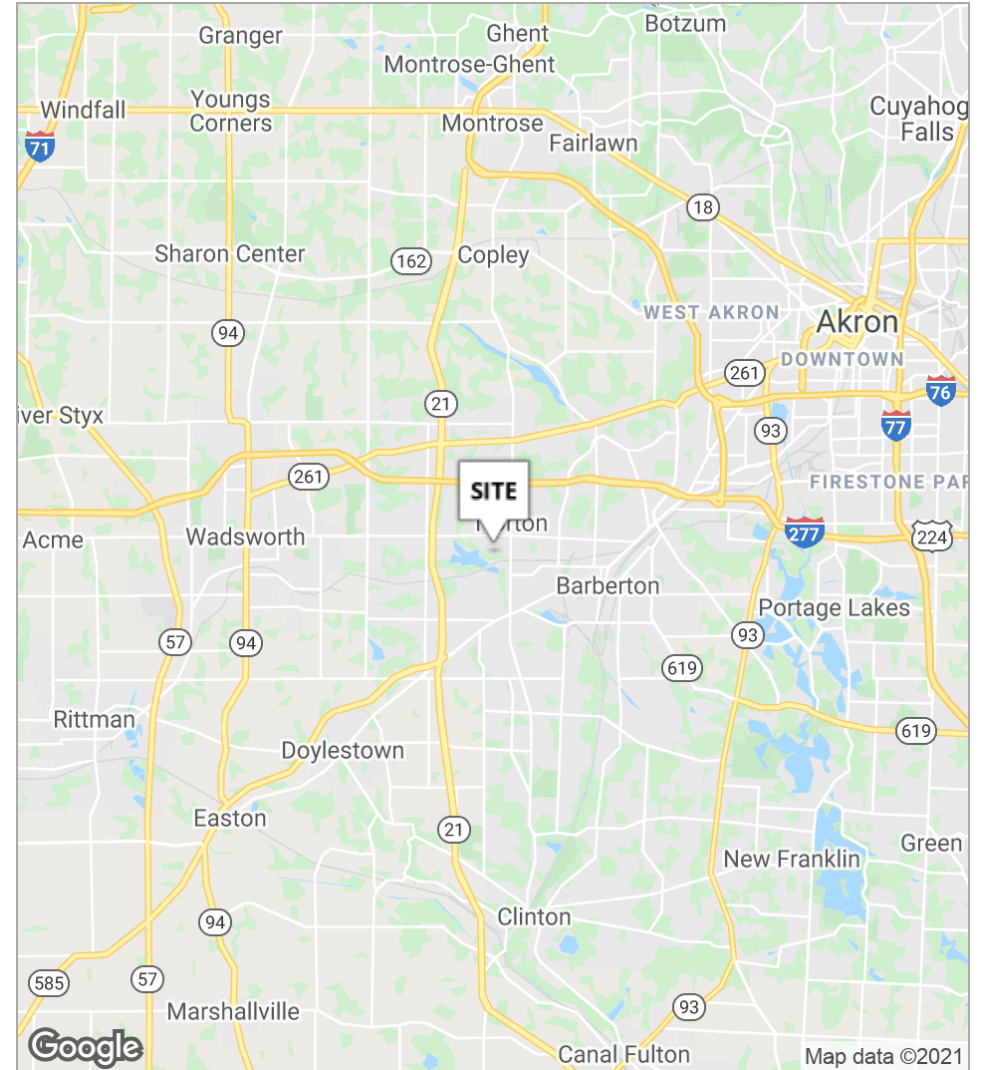 Granger
Ghent
Botzum
Montrose-Ghent
Windfall
Youngs
Corners
Montrose
Cuyahog
Falls
71
Fairlawn
18
Sharon Center
162
Copley
WEST AKRON
Akron
94
DOWNTOWN
261
76
21
iver Styx
93
77
261
SITE
FIRESTONE PAR
rton
Acme
Wadsworth
277
224
Barberton
Portage Lakes
57
94
93
619
Rittman
619
Doylestown
Easton
21
Green
New Franklin
94
Clinton
585
57
93
Marshallville
Google
Canal Fulton
Map data ©2021